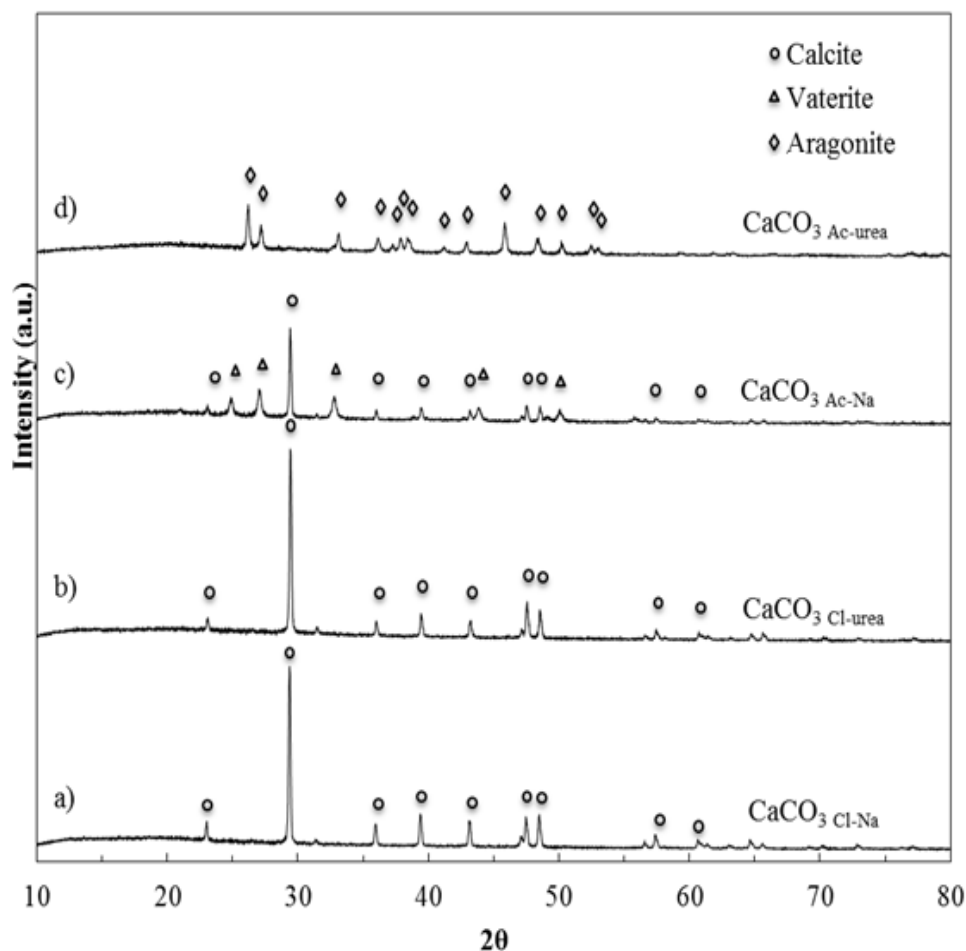 Calcite
Vaterite
Aragonite
d)
CaCO3 Ac-urea
c)
CaCO3 Ac-Na
b)
CaCO3 Cl-urea
a)
CaCO3 Cl-Na
Intensity (a.u.)
10 20 30 40 50 60 70 80
2θ